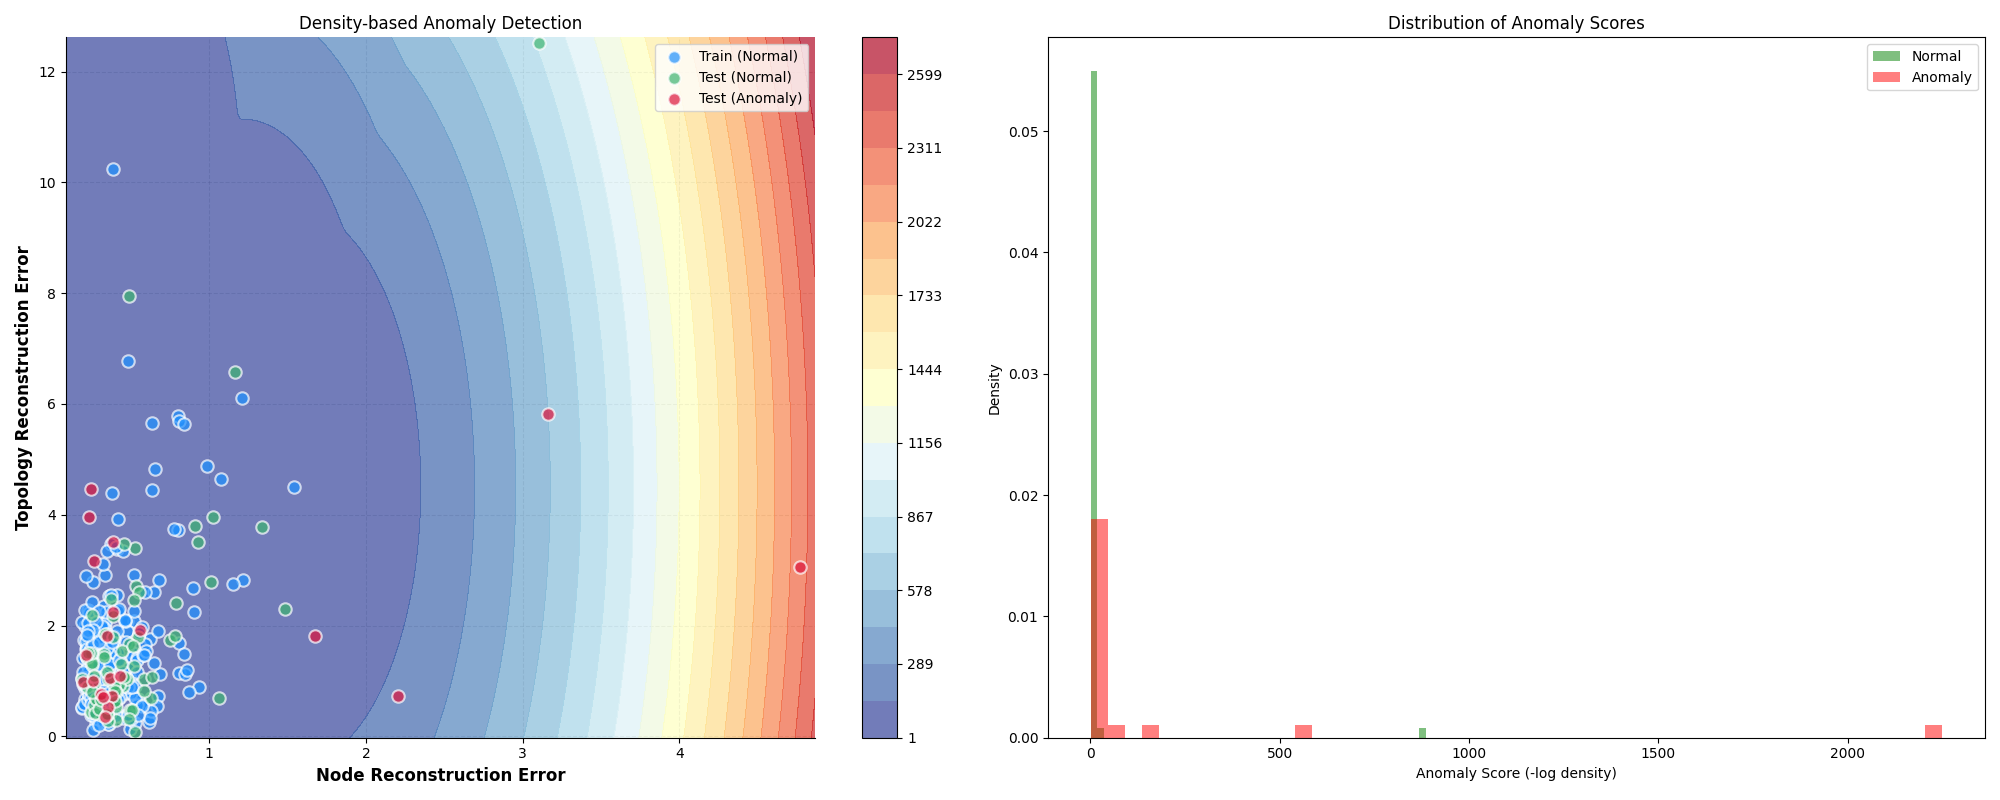 Density-based Anomaly Detection
Train (Normal)
Test (Normal)
Test (Anomaly)
Topology Reconstruction Error
12
10
8
6
4
2
0
1
2
3
4
Node Reconstruction Error
2599
2311
2022
1733
1444
1156
867
578
289
1
Distribution of Anomaly Scores
Normal
Anomaly
Density
0.05
0.04
0.03
0.02
0.01
0.00
0
500
1000
1500
2000
Anomaly Score (-log density)